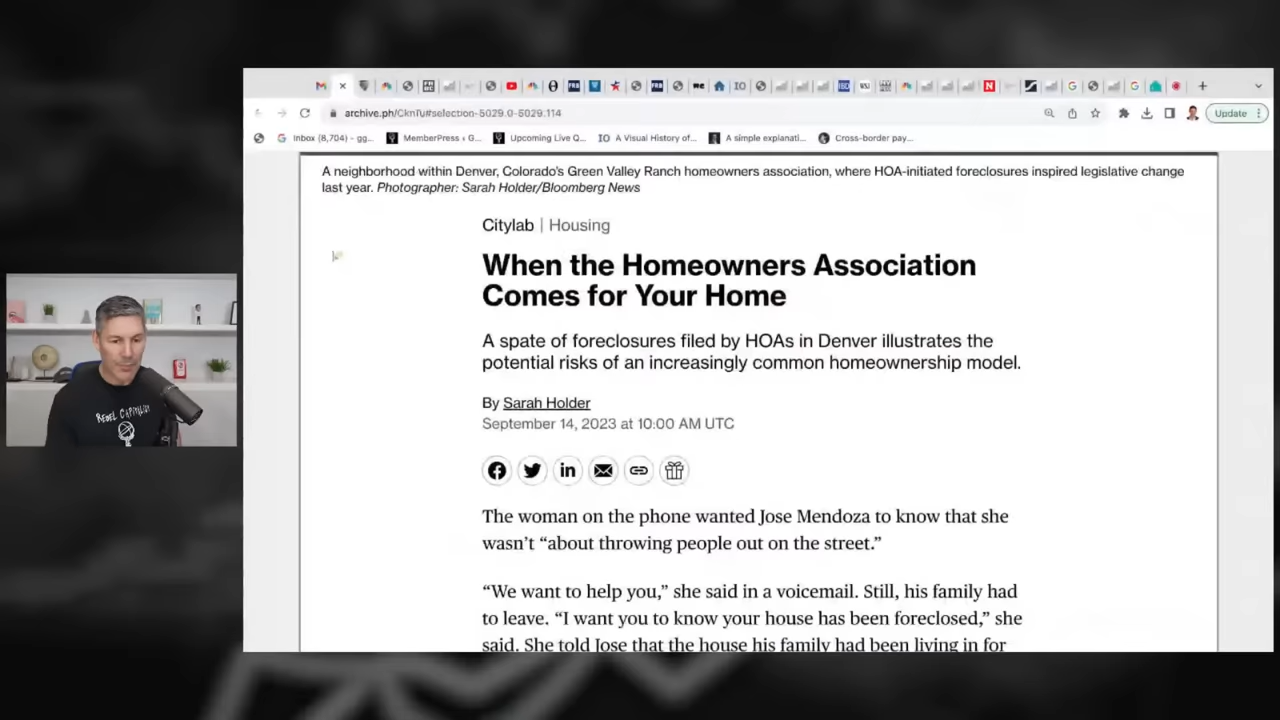 archive.ph/CknTu#selection-5029.0-5029.114
Update
Inbox (8,704) - gg...
MemberPress ‹ G...
Upcoming Live Q...
IO A Visual History of...
A simple explanati...
Cross-border pay...
A neighborhood within Denver, Colorado's Green Valley Ranch homeowners association, where HOA-initiated foreclosures inspired legislative change
last year. Photographer: Sarah Holder/Bloomberg News
Citylab | Housing
When the Homeowners Association
Comes for Your Home
A spate of foreclosures filed by HOAs in Denver illustrates the
potential risks of an increasingly common homeownership model.
By Sarah Holder
September 14, 2023 at 10:00 AM UTC
The woman on the phone wanted Jose Mendoza to know that she
wasn't “about throwing people out on the street.”
“We want to help you,” she said in a voicemail. Still, his family had
to leave. “I want you to know your house has been foreclosed,” she
said. She told Jose that the house his family had been living in for
REBEL CAPITALIST